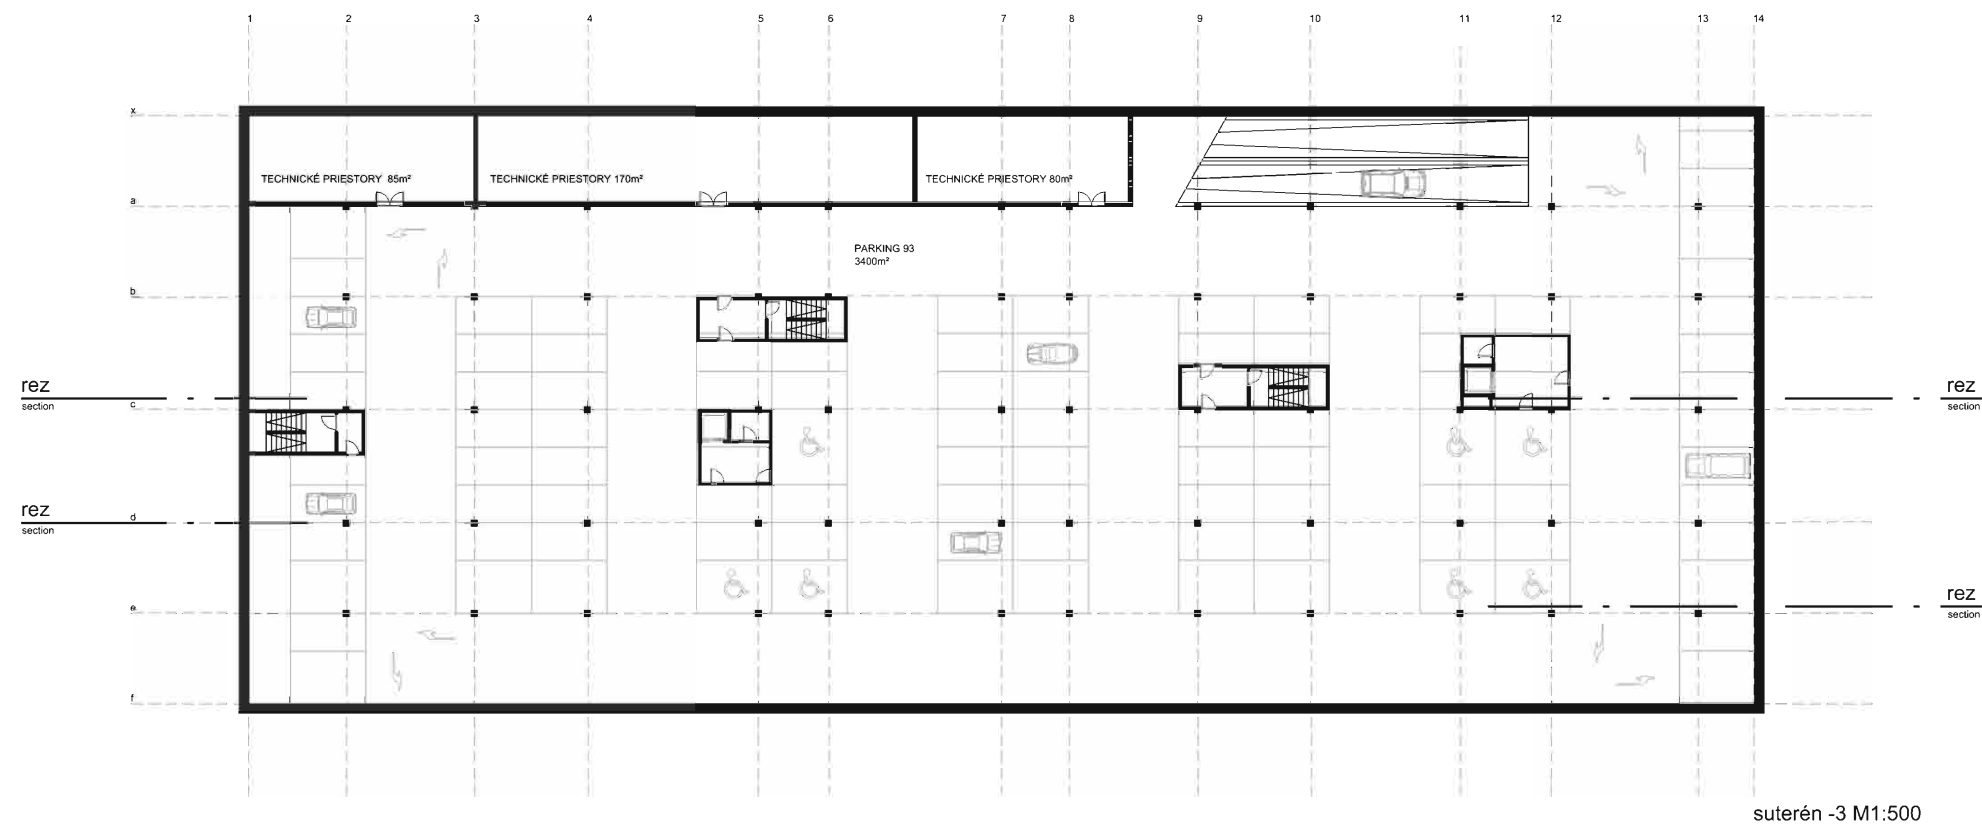 1 2 3 4 5 6 7 8 9 10 11 12 13 14
x
TECHNICKÉ PRIESTORY 85m² TECHNICKÉ PRIESTORY 170m² TECHNICKÉ PRIESTORY 80m²
a
PARKING 93
3400m²
b
rez
section
rez
section
c
rez
section
d
rez
section
e
f
suterén -3 M1:500